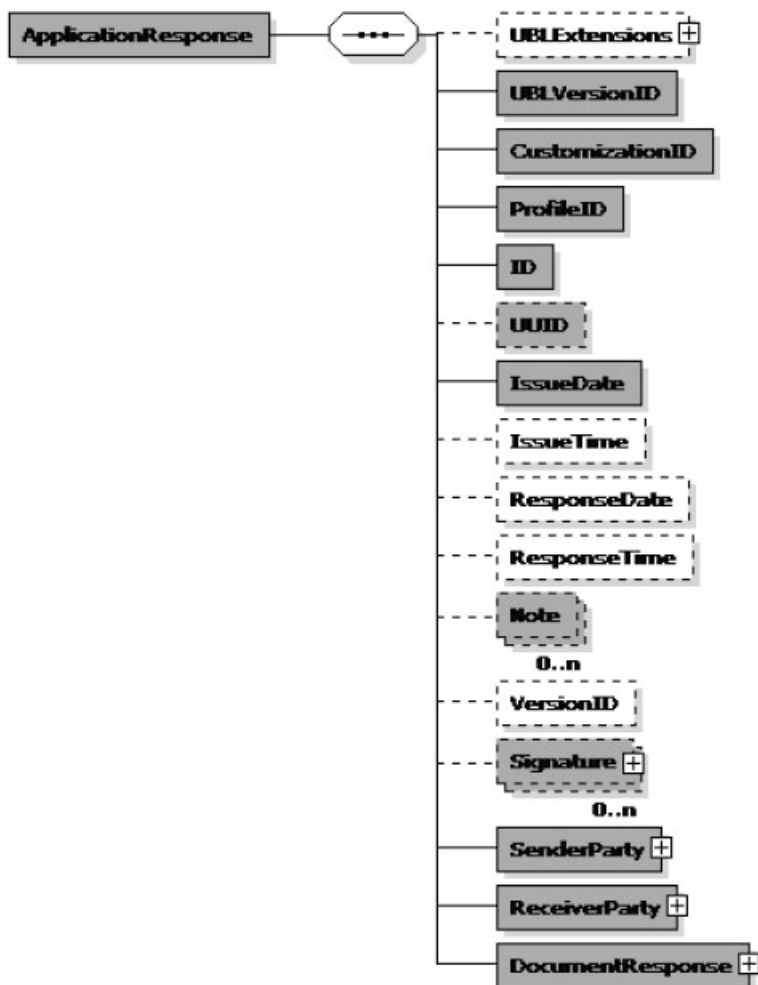 ApplicationResponse
UBLExtensions
UBLVersionID
CustomizationID
ProfileID
ID
UUID
IssueDate
IssueTime
ResponseDate
ResponseTime
Note
0..n
VersionID
Signature
0..n
SenderParty
ReceiverParty
DocumentResponse